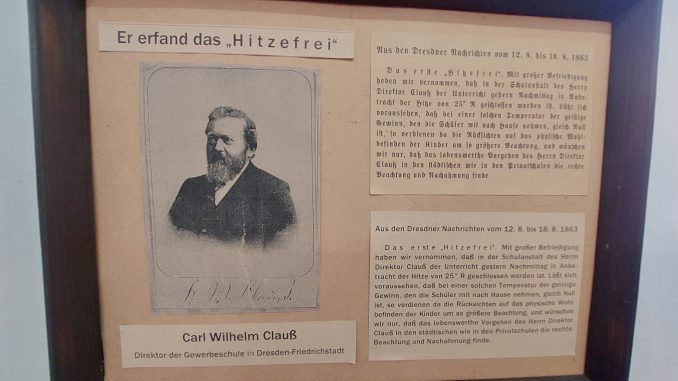 Er erfand das „Hitzefrei“
Carl Wilhelm Clauß
Direktor der Gewerbeschule in Dresden-Friedrichstadt
Aus den Dresdner Nachrichten vom 12. 8. bis 18. 8. 1863
Das erste „Hitzefrei“. Mit großer Befriedigung
haben wir vernommen, daß in der Schulanstalt des Herrn
Direktor Clauß der Unterricht gestern Nachmittag in Anbe-
tracht der Hitze von 25° R geschlossen worden ist. Läßt sich
voraussehen, daß bei einer solchen Temperatur der geistige
Gewinn, den die Schüler mit nach Hause nehmen, gleich Null
ist, so verdienen da die Rücksichten auf das physische Wohl-
befinden der Kinder um so größere Beachtung, und wünschen
wir nur, daß das lobenswerthe Vorgehen des Herrn Direktor
Clauß in den städtischen wie in den Privatschulen die rechte
Beachtung und Nachahmung finde.
Aus den Dresdner Nachrichten vom 12. 8. bis 18. 8. 1863
Das erste „Hitzefrei“. Mit großer Befriedigung
haben wir vernommen, daß in der Schulanstalt des Herrn
Direktor Clauß der Unterricht gestern Nachmittag in Anbe-
tracht der Hitze von 25° R geschlossen worden ist. Läßt sich
voraussehen, daß bei einer solchen Temperatur der geistige
Gewinn, den die Schüler mit nach Hause nehmen, gleich Null
ist, so verdienen da die Rücksichten auf das physische Wohl-
befinden der Kinder um so größere Beachtung, und wünschen
wir nur, daß das lobenswerthe Vorgehen des Herrn Direktor
Clauß in den städtischen wie in den Privatschulen die rechte
Beachtung und Nachahmung finde.